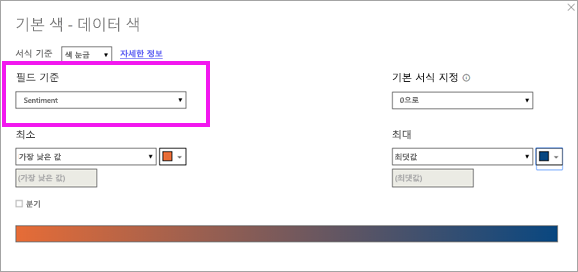 기본 색 - 데이터 색
서식 기준 색 눈금 자세한 정보
필드 기준 기본 서식 지정
Sentiment 0으로
최소 최대
가장 낮은 값 최댓값
(가장 낮은 값) (최댓값)
분기